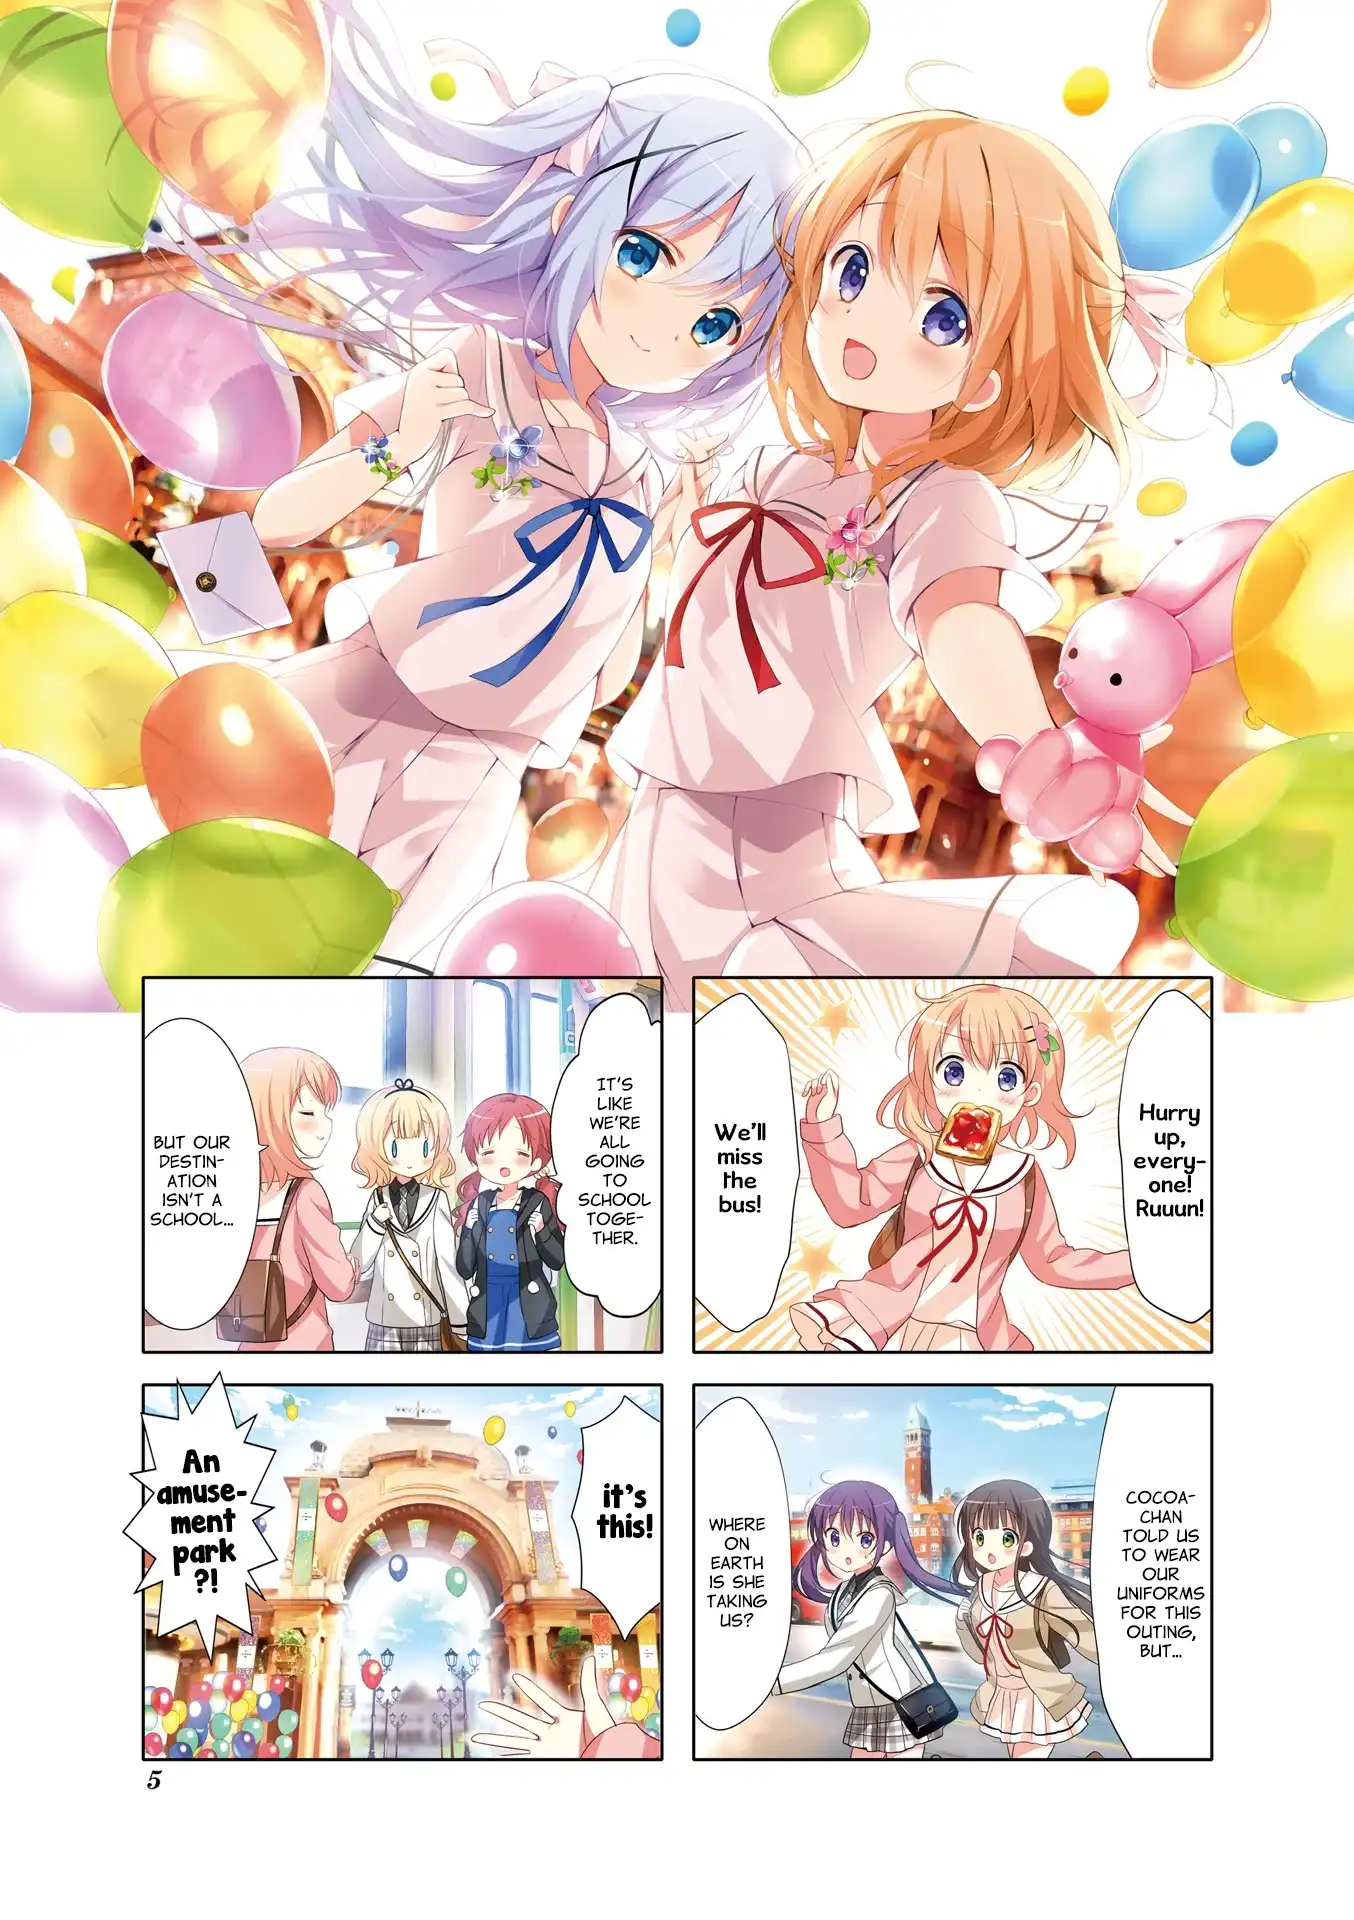 Hurry
up,
every-
one!
Ruuun!
We'll
miss
the
bus!
COCOA-
CHAN
TOLD US
TO WEAR
OUR
UNIFORMS
FOR THIS
OUTING,
BUT...
WHERE
ON
EARTH
IS SHE
TAKING
US?
IT'S
LIKE
WE'RE
ALL
GOING
TO
SCHOOL
TOGE-
THER.
BUT OUR
DESTIN-
ATION
ISN'T A
SCHOOL...
it's
this!
An
amuse-
ment
park
?!
5